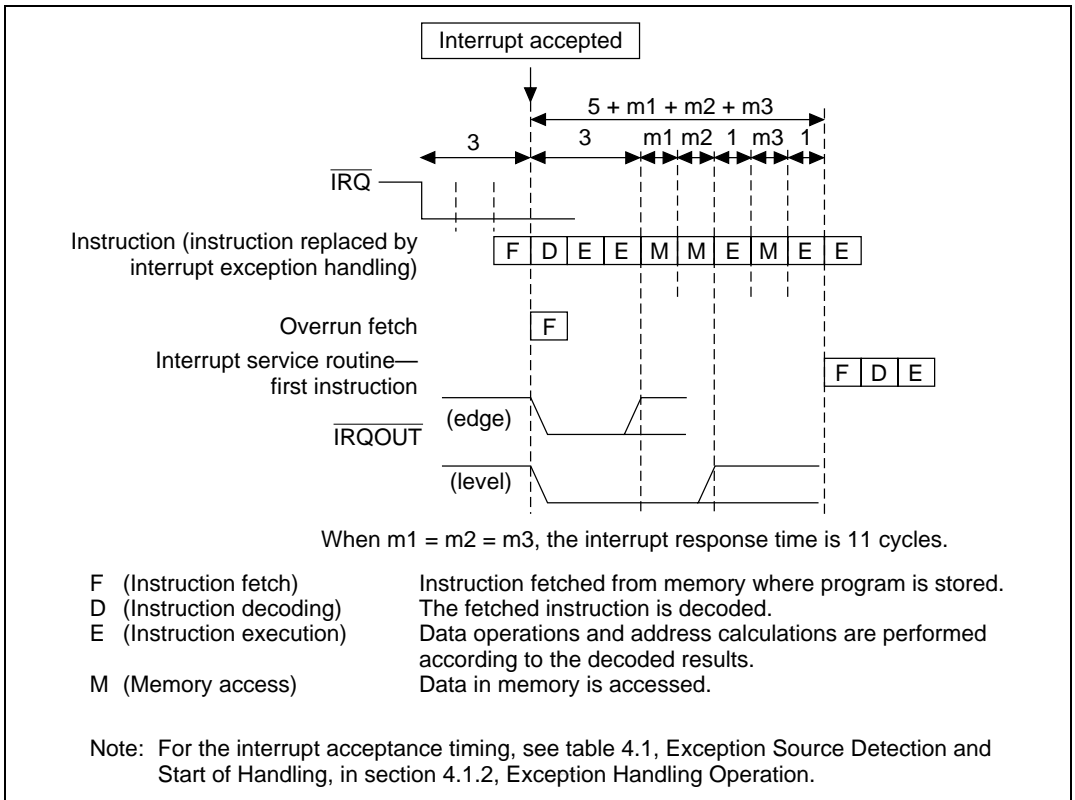 Interrupt accepted
5 + m1 + m2 + m3
3 3 m1 m2 1 m3 1
IRQ
Instruction (instruction replaced by
interrupt exception handling)
F D E E M M E M E E
Overrun fetch
F
Interrupt service routine—
first instruction
F D E
(edge)
IRQOUT
(level)
When m1 = m2 = m3, the interrupt response time is 11 cycles.
F (Instruction fetch) Instruction fetched from memory where program is stored.
D (Instruction decoding) The fetched instruction is decoded.
E (Instruction execution) Data operations and address calculations are performed
according to the decoded results.
M (Memory access) Data in memory is accessed.
Note: For the interrupt acceptance timing, see table 4.1, Exception Source Detection and
Start of Handling, in section 4.1.2, Exception Handling Operation.